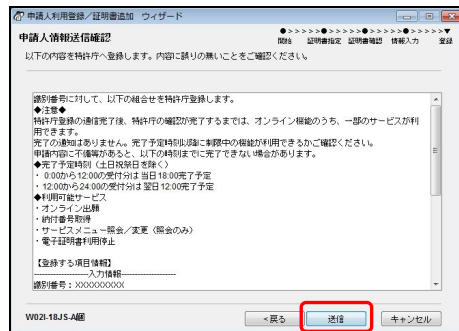 申請人利用登録／証明書追加　ウィザード
申請人情報送信確認
●>>>>>●>>>>>●>>>>>●>>>>>▼
開始 証明書指定 証明書確認 情報入力 登録
以下の内容を特許庁へ登録します。内容に誤りの無いことをご確認ください。
識別番号に対して、以下の組合せを特許庁登録します。
◆注意◆
特許庁登録の通信完了後、特許庁の確認が完了するまでは、オンライン機能のうち、一部のサービスが利
用できます。
完了の通知はありません。完了予定時刻以降に制限中の機能が利用できるかご確認ください。
申請内容に不備等があると、以下の時刻までに完了できない場合があります。
◆完了予定時刻（土日祝祭日を除く）
・ 0:00から12:00の受付分は 当日18:00完了予定
・ 12:00から24:00の受付分は 翌日12:00完了予定
◆利用可能サービス
・オンライン出願
・納付番号取得
・サービスメニュー照会／変更（照会のみ）
・電子証明書利用停止
【登録する項目情報】
--------------------入力情報--------------------
識別番号：XXXXXXXXX
W02I-18JS-A
<戻る 送信 キャンセル